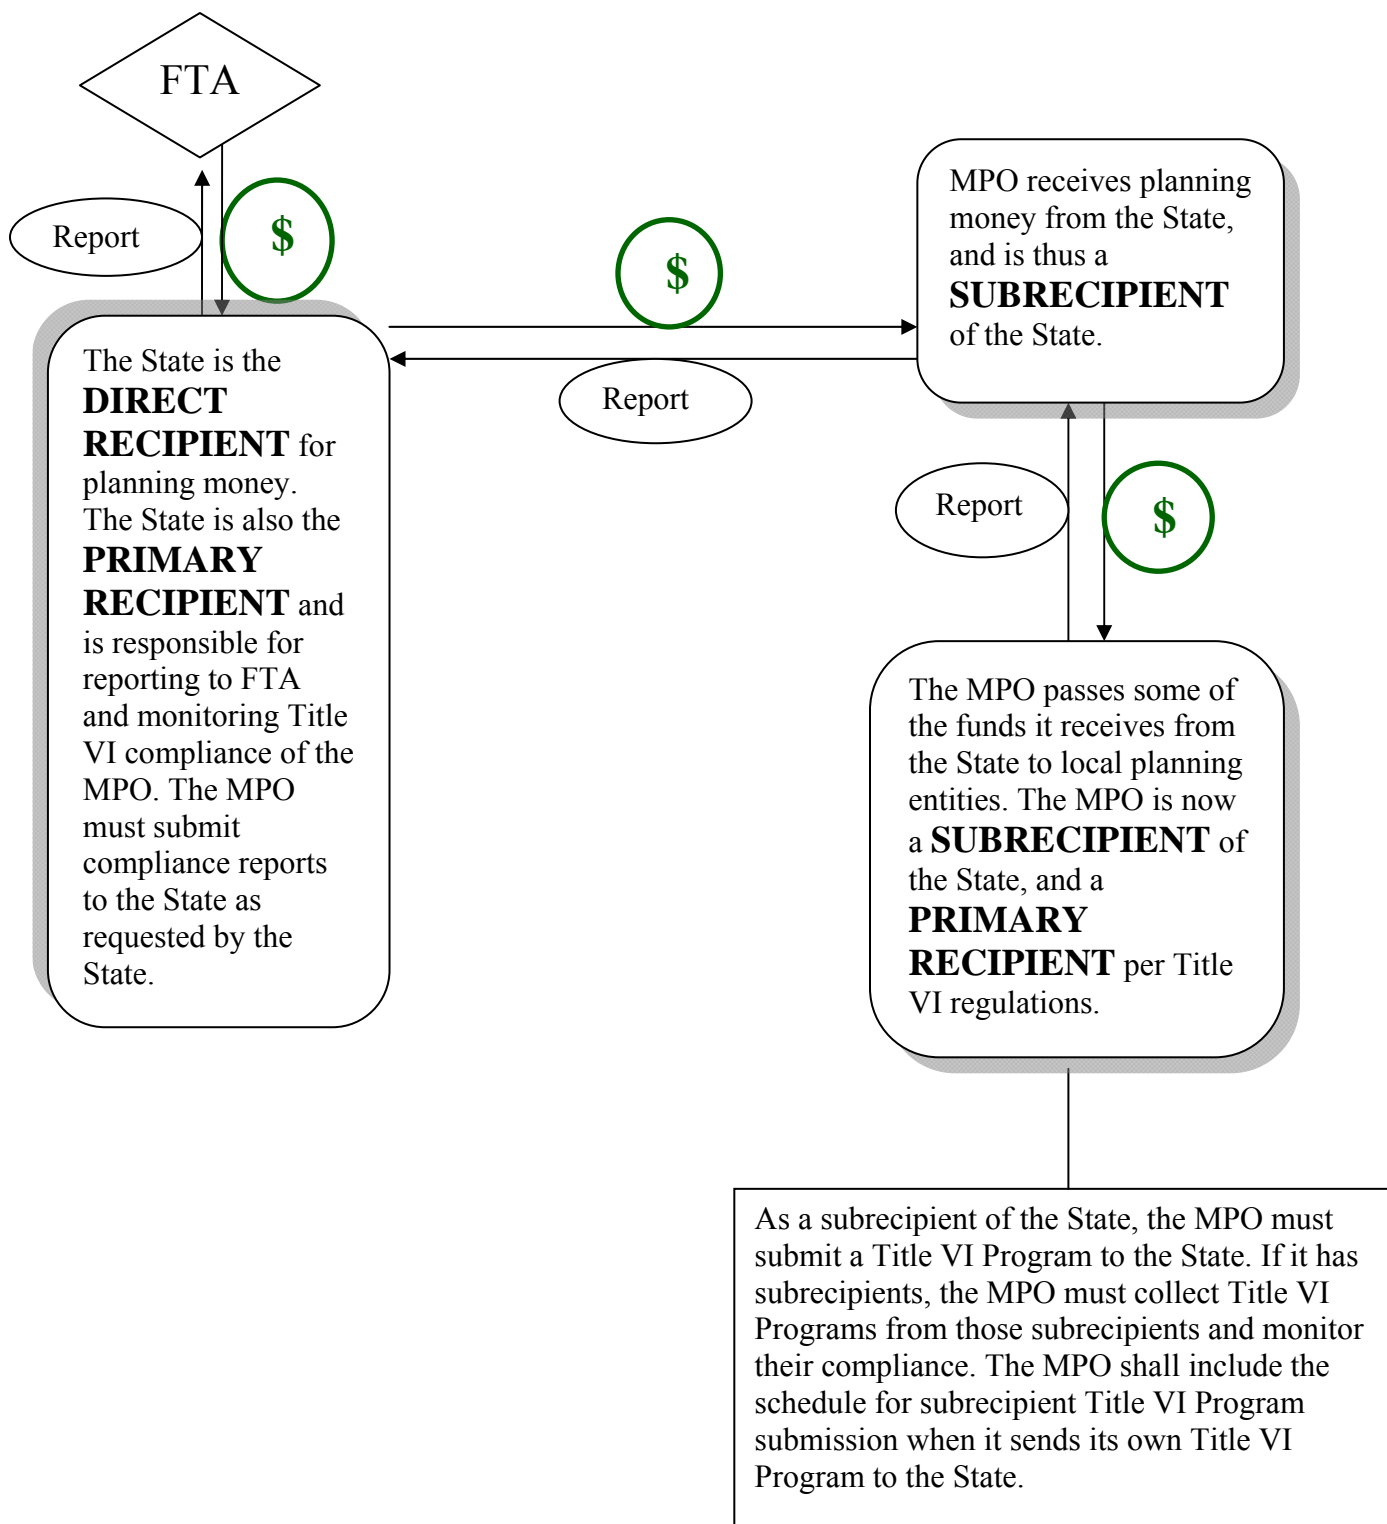 FTA
Report
$
The State is the
DIRECT
RECIPIENT for
planning money.
The State is also the
PRIMARY
RECIPIENT and
is responsible for
reporting to FTA
and monitoring Title
VI compliance of the
MPO. The MPO
must submit
compliance reports
to the State as
requested by the
State.
$
Report
MPO receives planning
money from the State,
and is thus a
SUBRECIPIENT
of the State.
Report
$
The MPO passes some of
the funds it receives from
the State to local planning
entities. The MPO is now
a SUBRECIPIENT of
the State, and a
PRIMARY
RECIPIENT per Title
VI regulations.
As a subrecipient of the State, the MPO must
submit a Title VI Program to the State. If it has
subrecipients, the MPO must collect Title VI
Programs from those subrecipients and monitor
their compliance. The MPO shall include the
schedule for subrecipient Title VI Program
submission when it sends its own Title VI
Program to the State.